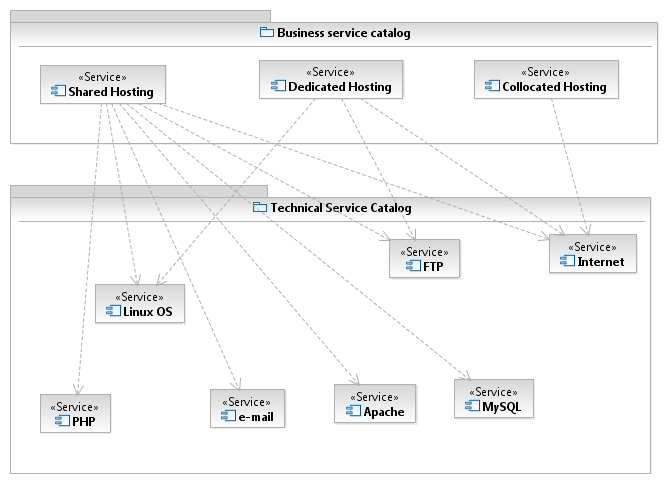 Business service catalog
«Service»
Shared Hosting
«Service»
Dedicated Hosting
«Service»
Collocated Hosting
Technical Service Catalog
«Service»
FTP
«Service»
Internet
«Service»
Linux OS
«Service»
PHP
«Service»
e-mail
«Service»
Apache
«Service»
MySQL